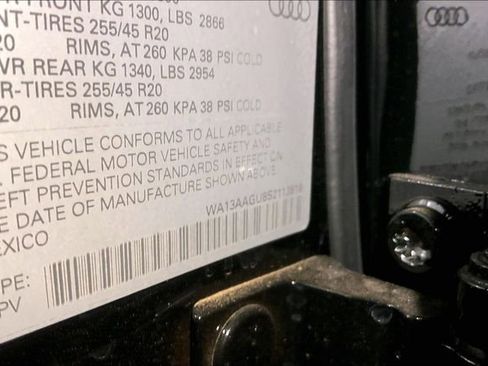 FRONT KG 1300, LBS 2866
NT-TIRES 255/45 R20
20 RIMS, AT 260 KPA 38 PSI COLD
WR REAR KG 1340, LBS 2954
R-TIRES 255/45 R20
20 RIMS, AT 260 KPA 38 PSI COLD
S VEHICLE CONFORMS TO ALL APPLICABLE
FEDERAL MOTOR VEHICLE SAFETY AND
EFT PREVENTION STANDARDS IN EFFECT ON
E DATE OF MANUFACTURE SHOWN ABOVE.
EXICO
PE:
PV